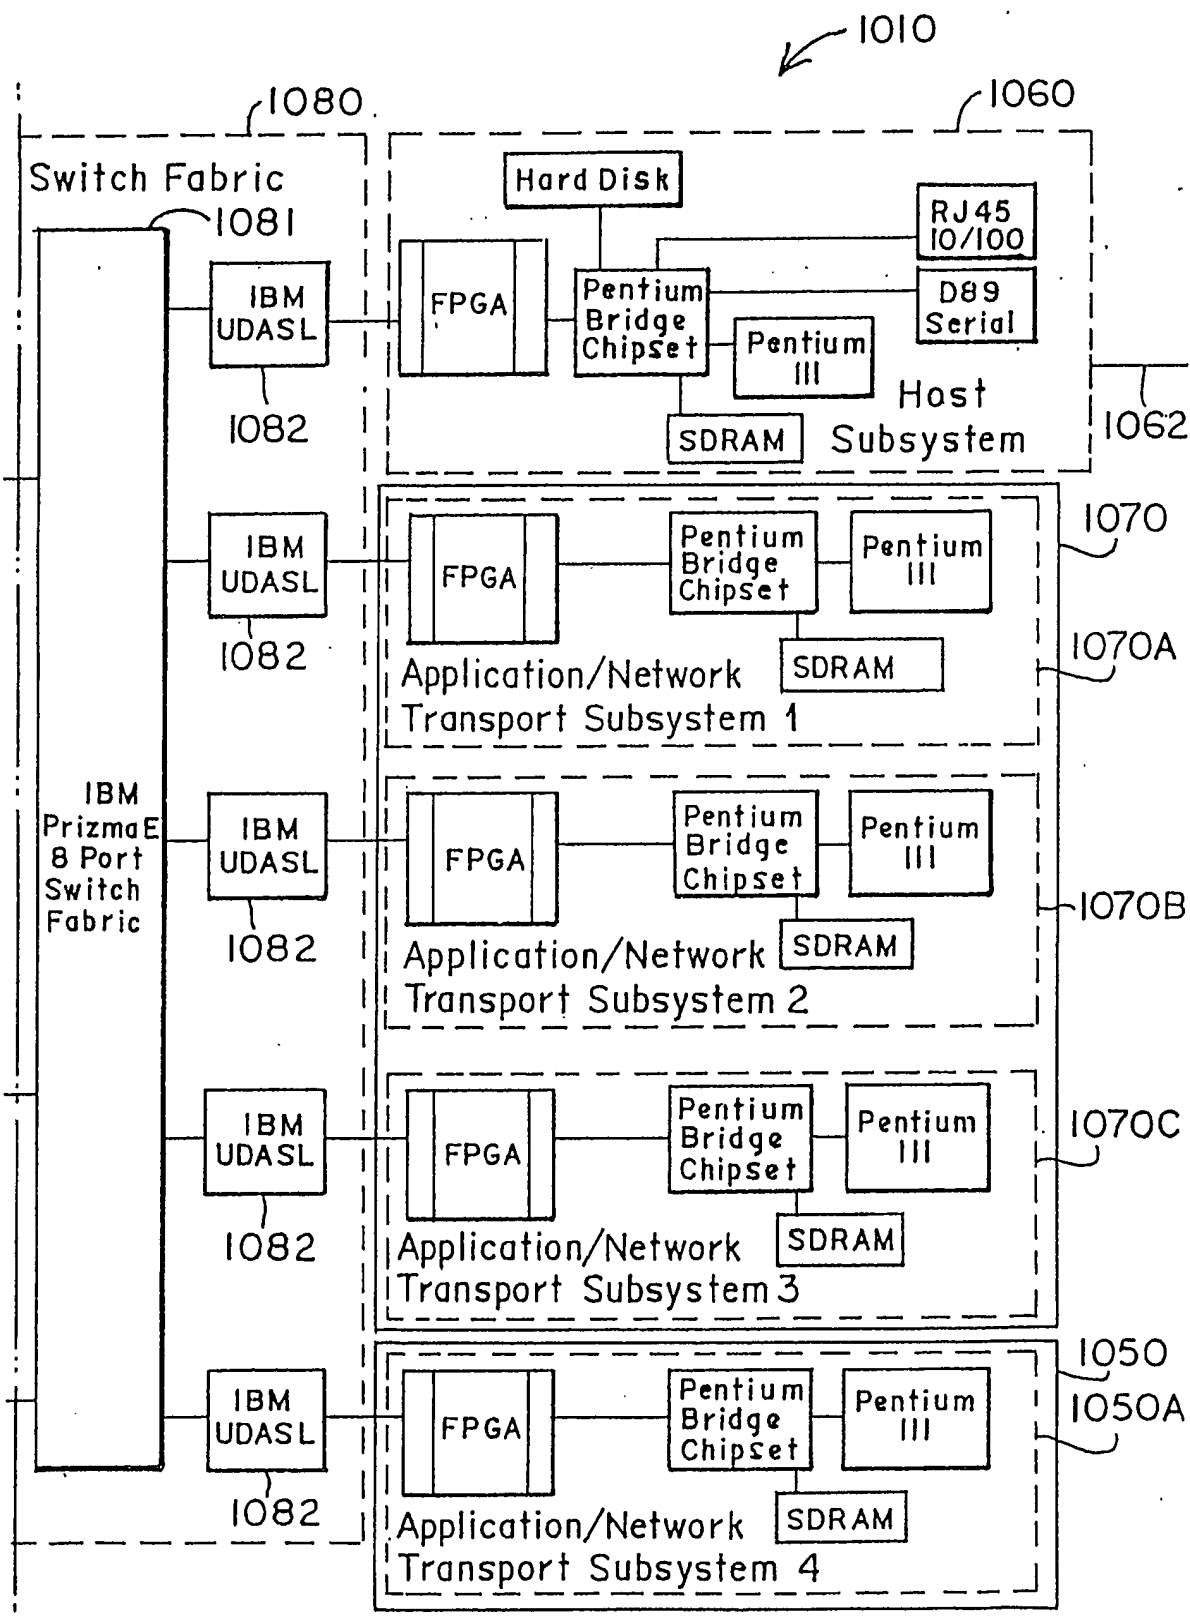 1010
1080
1060
Switch Fabric
1081
Hard Disk
RJ45
10/100
IBM
UDASL
FPGA
Pentium
Bridge
Chipset
D89
Serial
Pentium
III
1082
SDRAM
Host
Subsystem
1062
IBM
UDASL
FPGA
Pentium
Bridge
Chipset
Pentium
III
1070
1082
SDRAM
1070A
Application/Network
Transport Subsystem 1
IBM
PrizmaE
8 Port
Switch
Fabric
IBM
UDASL
FPGA
Pentium
Bridge
Chipset
Pentium
III
1070B
1082
SDRAM
Application/Network
Transport Subsystem 2
IBM
UDASL
FPGA
Pentium
Bridge
Chipset
Pentium
III
1070C
1082
SDRAM
Application/Network
Transport Subsystem 3
IBM
UDASL
FPGA
Pentium
Bridge
Chipset
Pentium
III
1050
1050A
1082
SDRAM
Application/Network
Transport Subsystem 4